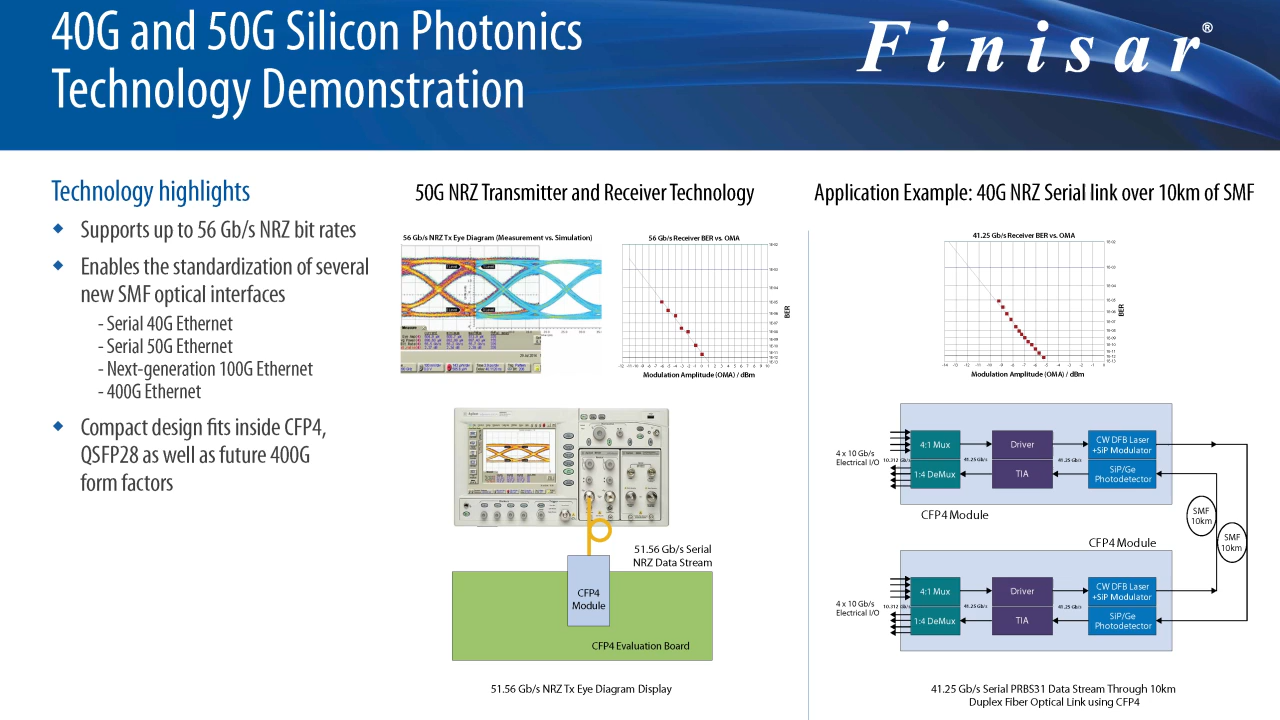 40G and 50G Silicon Photonics
Technology Demonstration
Finisar®
Technology highlights
Supports up to 56 Gb/s NRZ bit rates
Enables the standardization of several
new SMF optical interfaces
- Serial 40G Ethernet
- Serial 50G Ethernet
- Next-generation 100G Ethernet
- 400G Ethernet
Compact design fits inside CFP4,
QSFP28 as well as future 400G
form factors
50G NRZ Transmitter and Receiver Technology
56 Gb/s NRZ Tx Eye Diagram (Measurement vs. Simulation)
56 Gb/s Receiver BER vs. OMA
BER
Modulation Amplitude (OMA) / dBm
51.56 Gb/s Serial
NRZ Data Stream
CFP4
Module
CFP4 Evaluation Board
51.56 Gb/s NRZ Tx Eye Diagram Display
Application Example: 40G NRZ Serial link over 10km of SMF
41.25 Gb/s Receiver BER vs. OMA
BER
Modulation Amplitude (OMA) / dBm
4 x 10 Gb/s
Electrical I/O
10.312 Gb/s
4:1 Mux
1:4 DeMux
41.25 Gb/s
Driver
TIA
41.25 Gb/s
CW DFB Laser
+SiP Modulator
SiP/Ge
Photodetector
CFP4 Module
SMF
10km
SMF
10km
CFP4 Module
4 x 10 Gb/s
Electrical I/O
10.312 Gb/s
4:1 Mux
1:4 DeMux
41.25 Gb/s
Driver
TIA
41.25 Gb/s
CW DFB Laser
+SiP Modulator
SiP/Ge
Photodetector
41.25 Gb/s Serial PRBS31 Data Stream Through 10km
Duplex Fiber Optical Link using CFP4